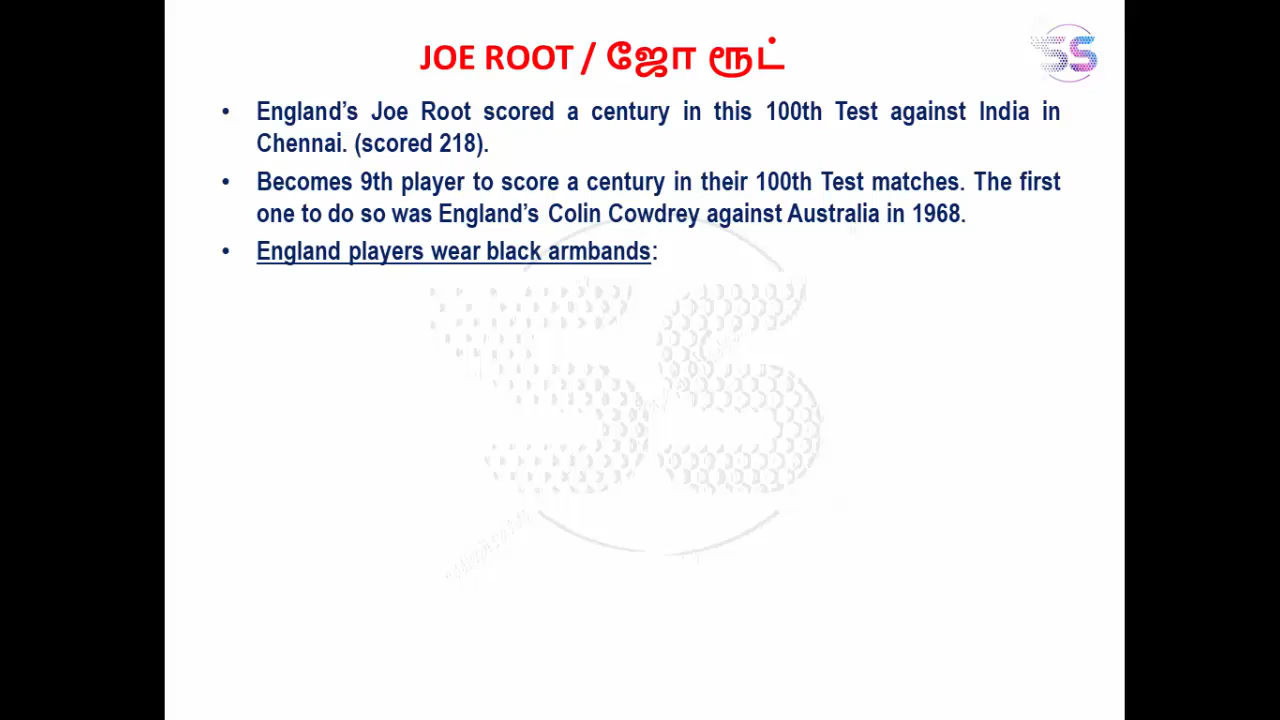 JOE ROOT / ஜோ ரூட்
SS
• England’s Joe Root scored a century in this 100th Test against India in
Chennai. (scored 218).
• Becomes 9th player to score a century in their 100th Test matches. The first
one to do so was England’s Colin Cowdrey against Australia in 1968.
• England players wear black armbands:
SS